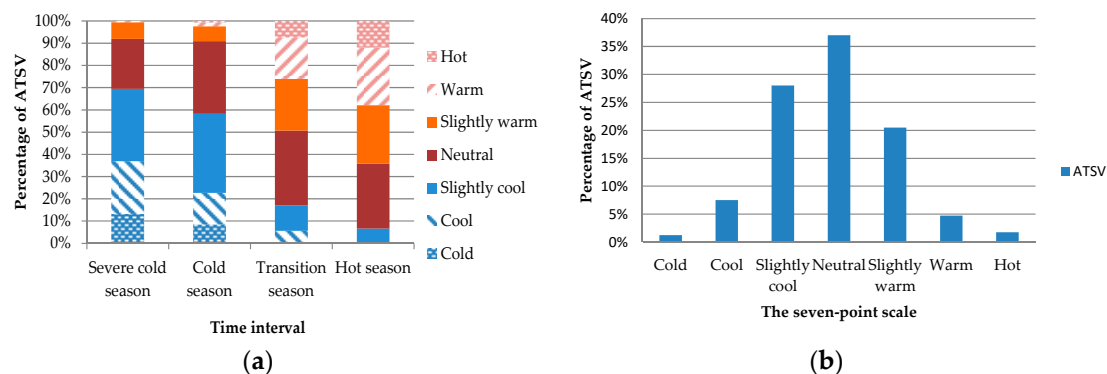 Percentage of ATSV
100%
90%
80%
70%
60%
50%
40%
30%
20%
10%
0%
Severe cold season
Cold season
Transition season
Hot season
Time interval
Hot
Warm
Slightly warm
Neutral
Slightly cool
Cool
Cold
(a)
Percentage of ATSV
40%
35%
30%
25%
20%
15%
10%
5%
0%
Cold
Cool
Slightly cool
Neutral
Slightly warm
Warm
Hot
The seven-point scale
ATSV
(b)